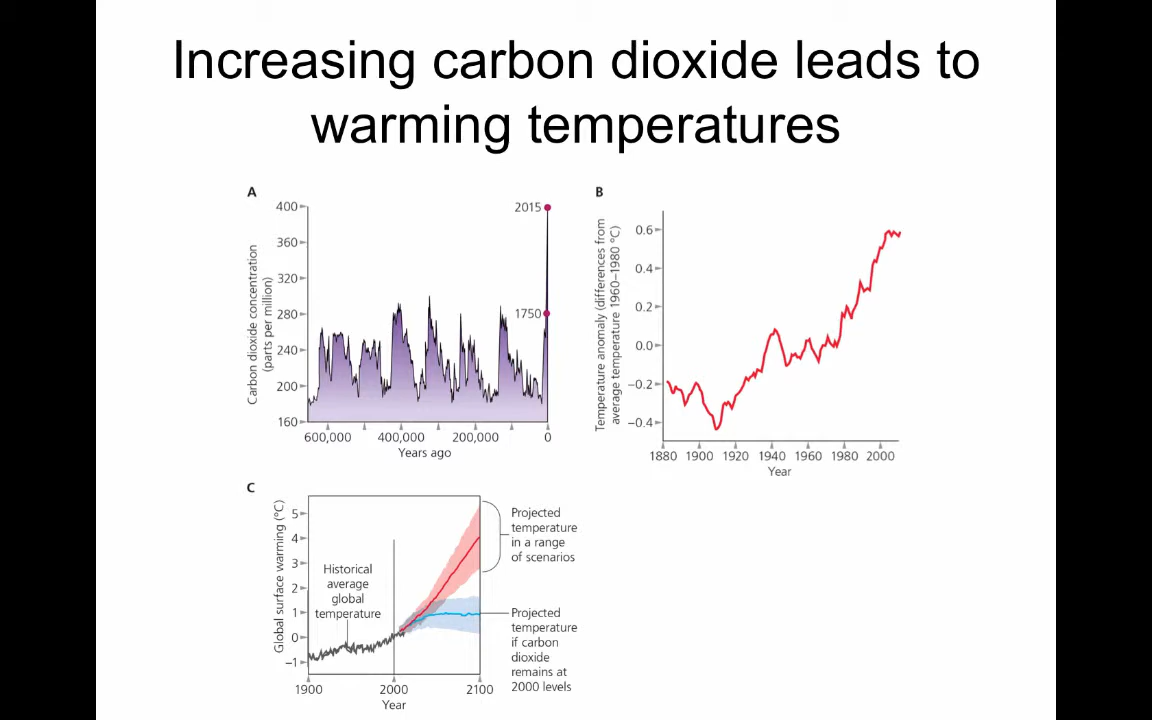 Increasing carbon dioxide leads to
warming temperatures
A
400
360
320
280
240
200
160
Carbon dioxide concentration
(parts per million)
2015
1750
600,000
400,000
200,000
0
Years ago
B
0.6
0.4
0.2
0.0
−0.2
−0.4
Temperature anomaly (differences from
average temperature 1960–1980 °C)
1880
1900
1920
1940
1960
1980
2000
Year
C
5
4
3
2
1
0
−1
Global surface warming (°C)
Historical
average
global
temperature
1900
2000
2100
Year
Projected
temperature
in a range
of scenarios
Projected
temperature
if carbon
dioxide
remains at
2000 levels